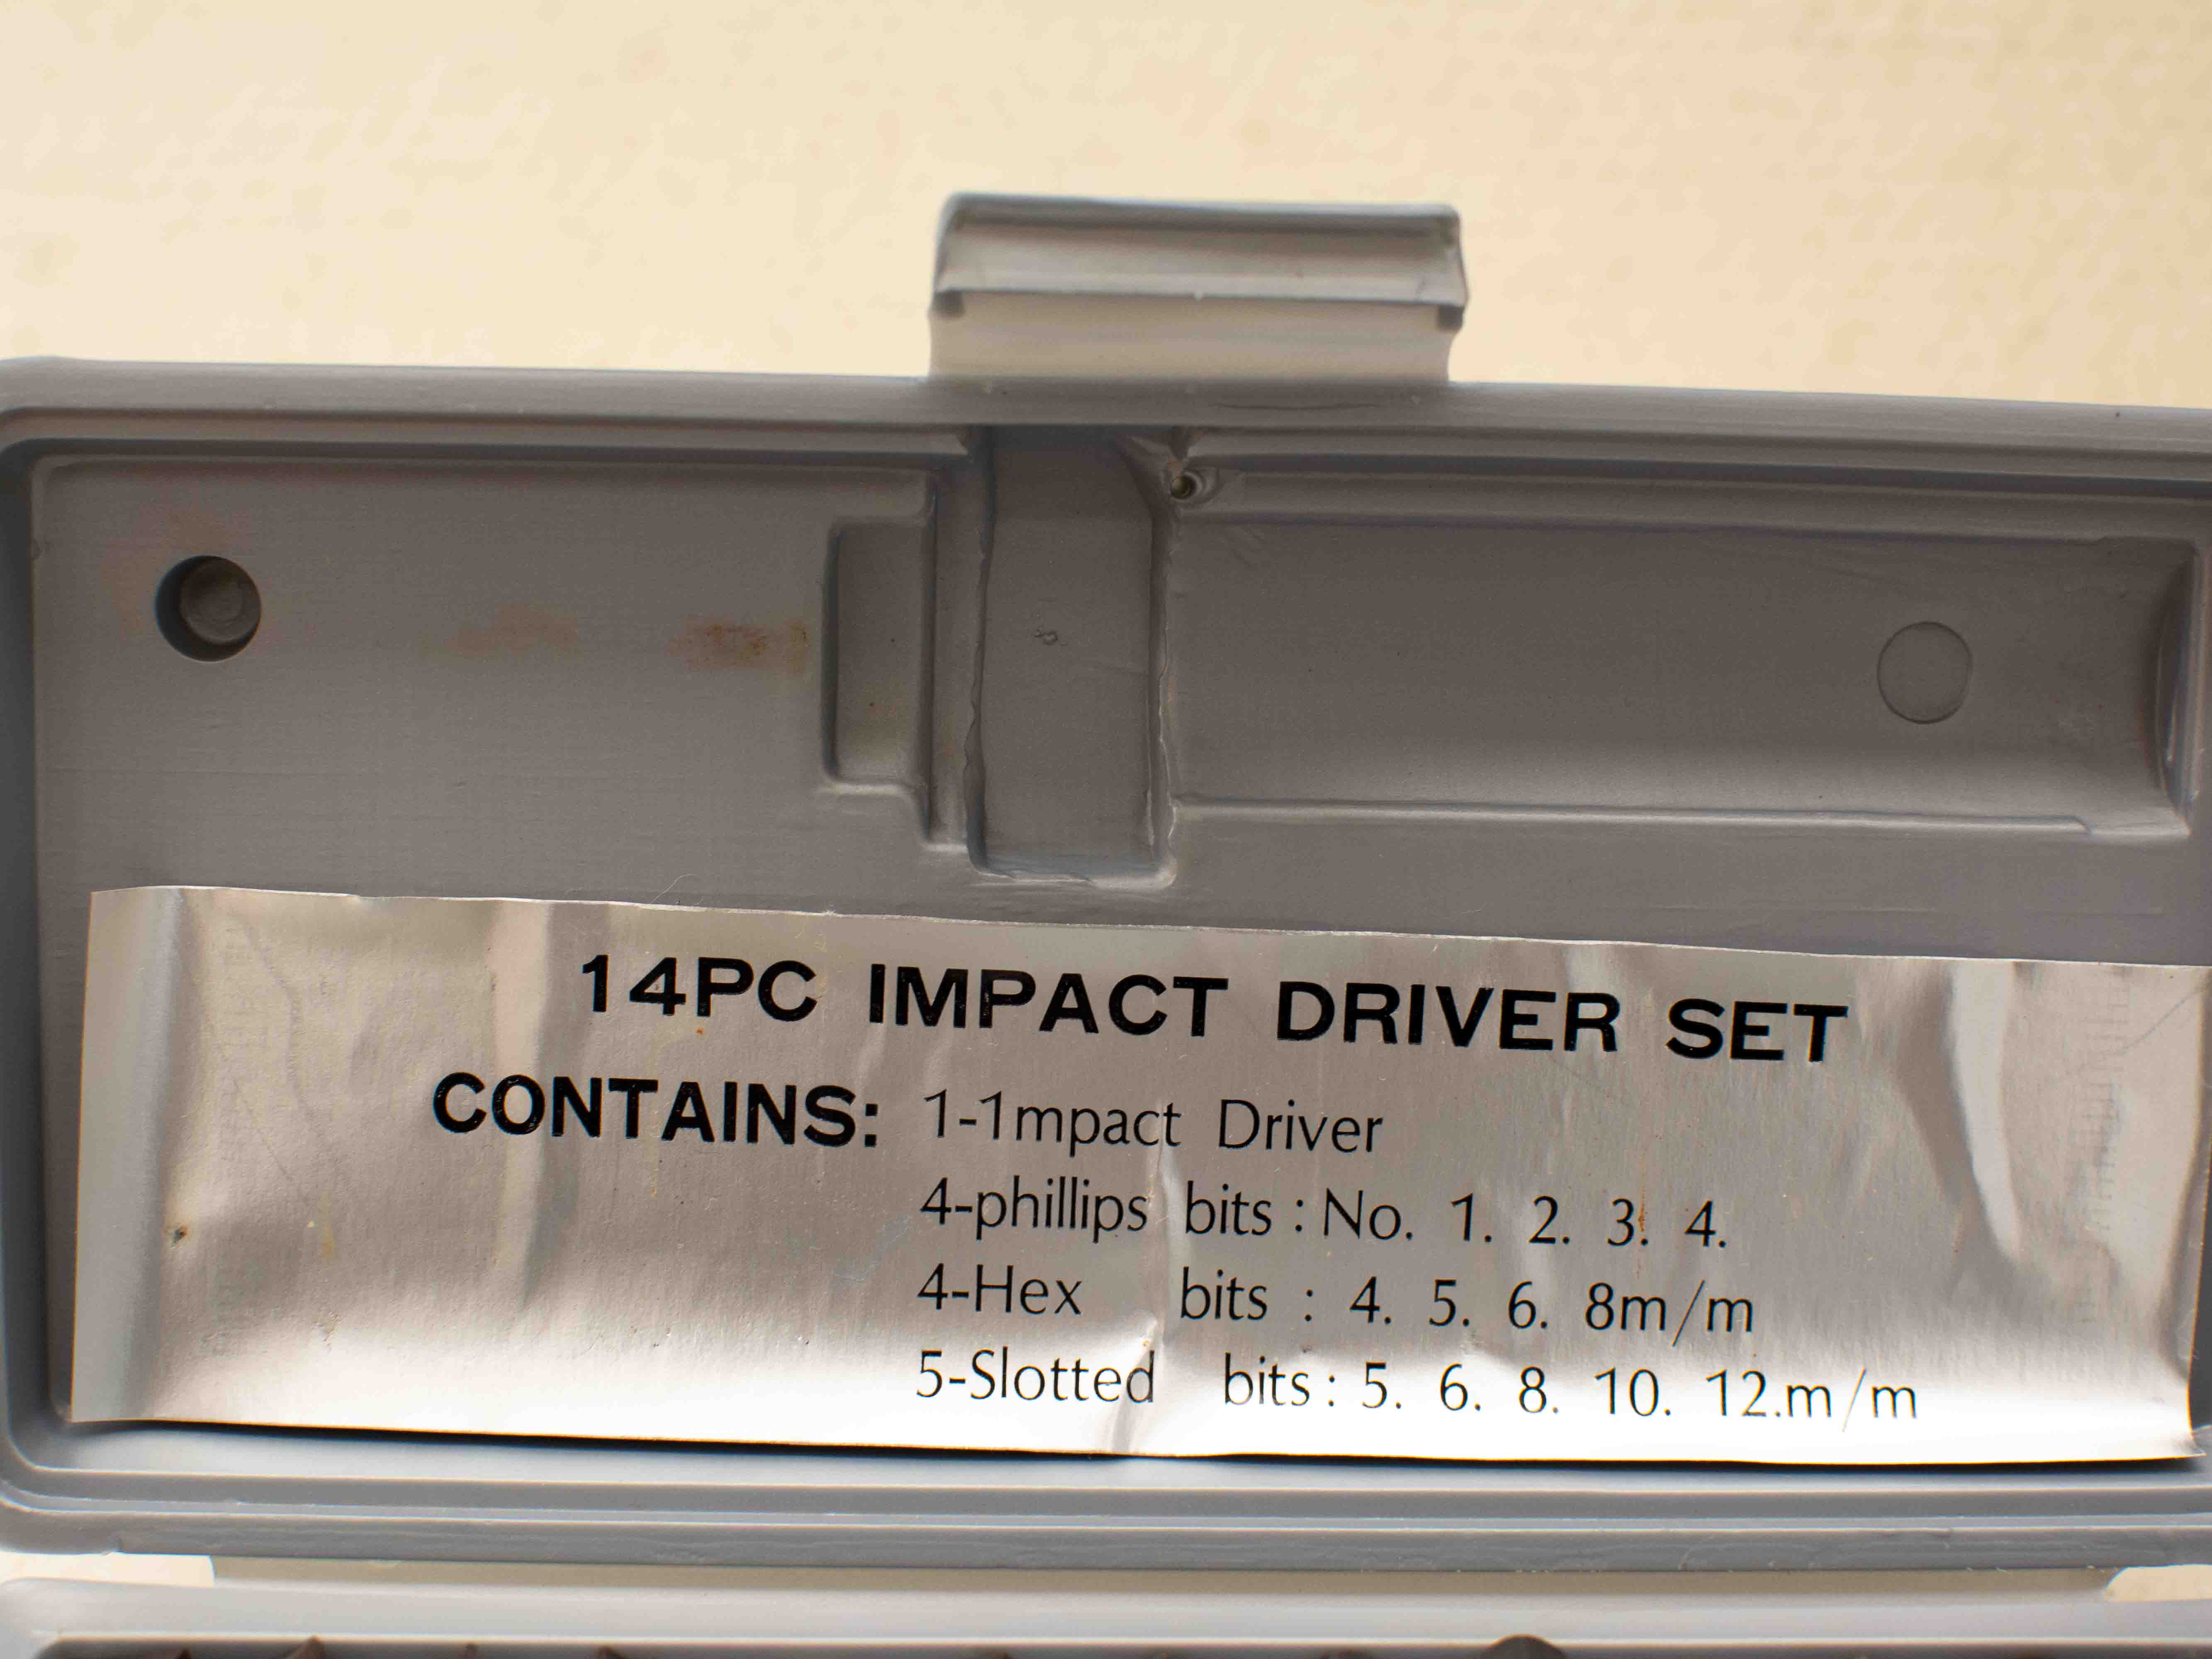 14PC IMPACT DRIVER SET
CONTAINS: 1-1mpact Driver
4-phillips bits : No. 1. 2. 3. 4.
4-Hex bits : 4. 5. 6. 8m/m
5-Slotted bits : 5. 6. 8. 10. 12.m/m